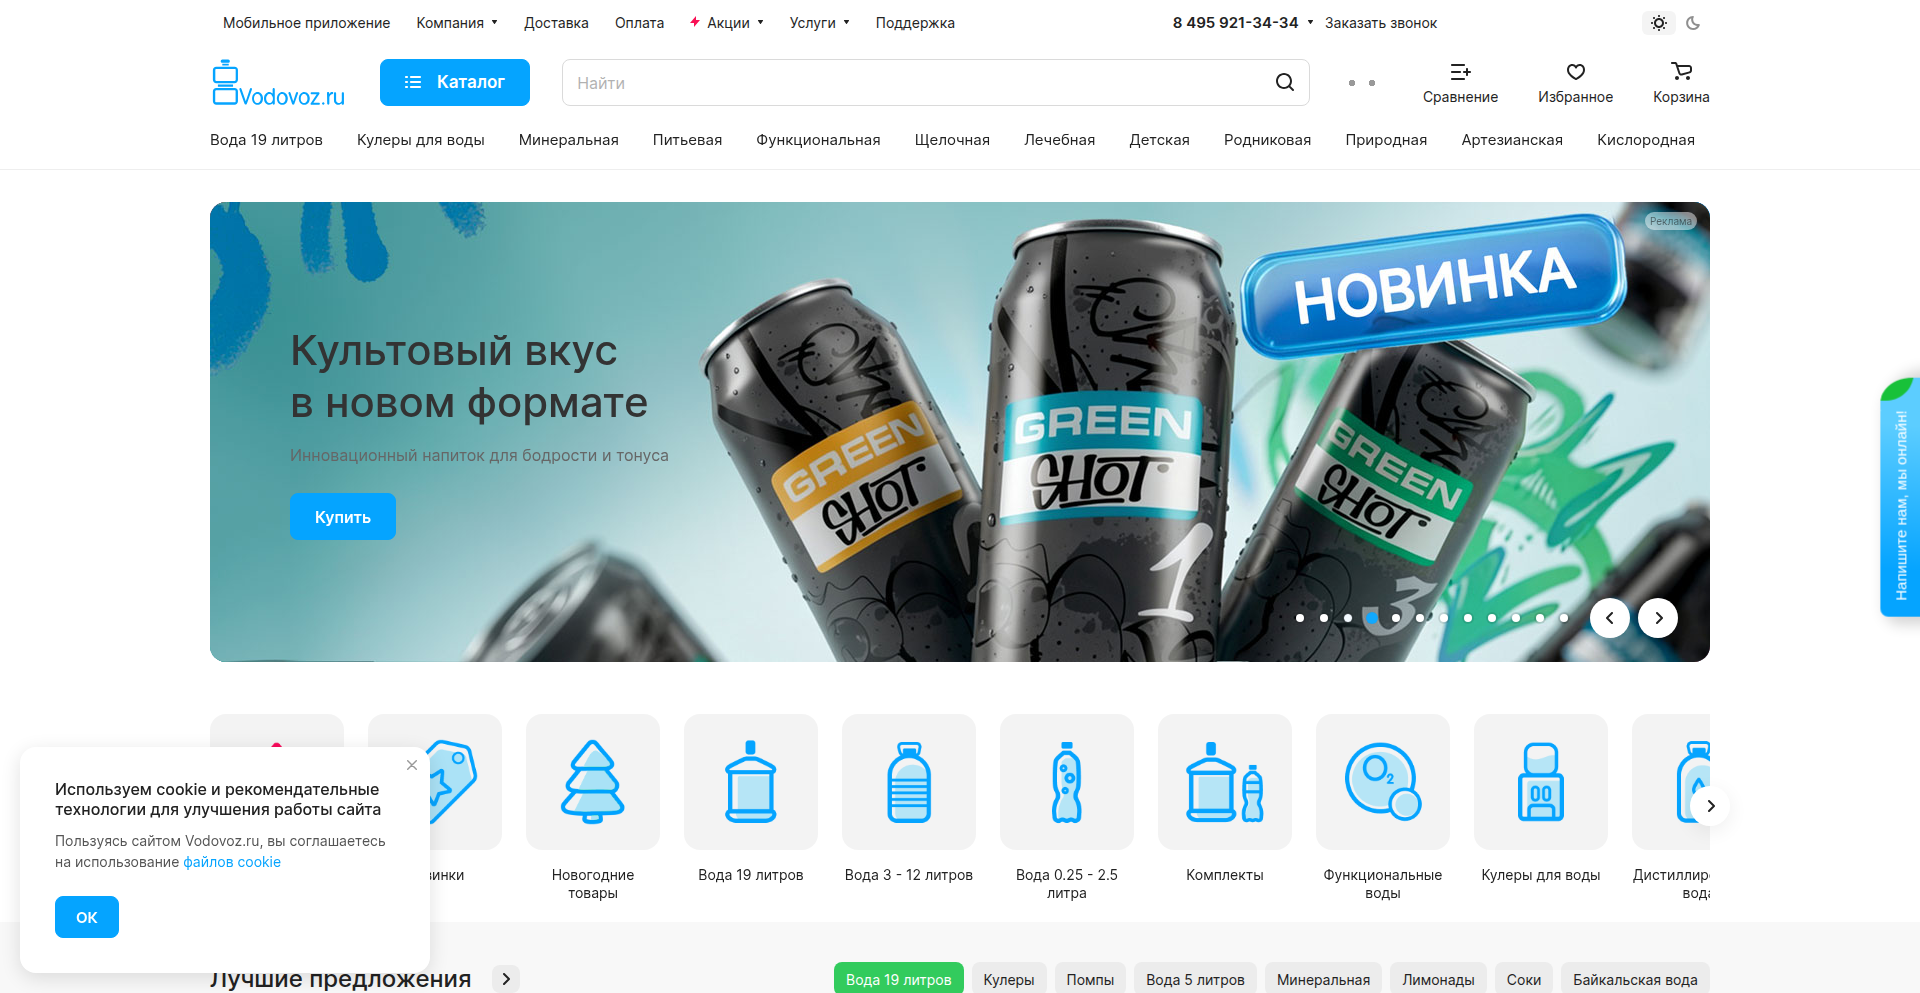 Мобильное приложение Компания Доставка Оплата Акции Услуги Поддержка 8 495 921-34-34 Заказать звонок
Vodovoz.ru Каталог Найти Сравнение Избранное Корзина
Вода 19 литров Кулеры для воды Минеральная Питьевая Функциональная Щелочная Лечебная Детская Родниковая Природная Артезианская Кислородная
Реклама
НОВИНКА
Культовый вкус
в новом формате
Инновационный напиток для бодрости и тонуса
Купить
GREEN SHOT
GREEN SHOT 1
GREEN SHOT 3
Напишите нам, мы онлайн!
O2
Новогодние
товары
Вода 19 литров
Вода 3 - 12 литров
Вода 0.25 - 2.5
литра
Комплекты
Функциональные
воды
Кулеры для воды
Используем cookie и рекомендательные
технологии для улучшения работы сайта
Пользуясь сайтом Vodovoz.ru, вы соглашаетесь
на использование файлов cookie
ОК
Лучшие предложения
Вода 19 литров Кулеры Помпы Вода 5 литров Минеральная Лимонады Соки Байкальская вода